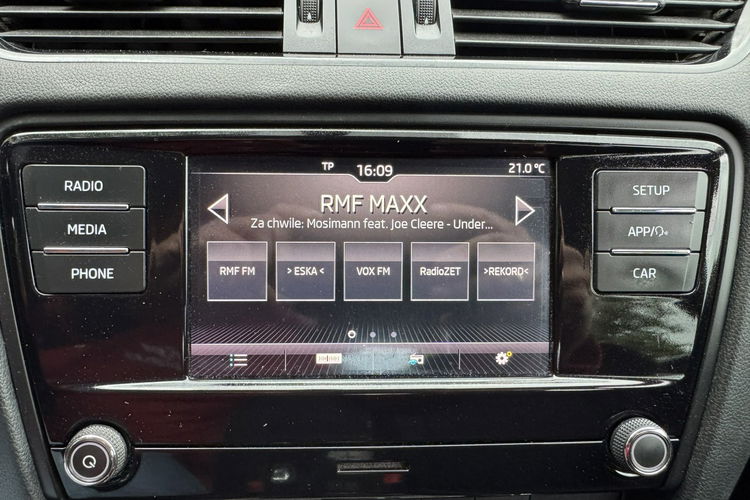 TP 16:09 21.0 °C
RADIO
MEDIA
PHONE
RMF MAXX
Za chwile: Mosimann feat. Joe Cleere - Under...
RMF FM > ESKA < VOX FM RadioZET >REKORD<
SETUP
APP/
CAR